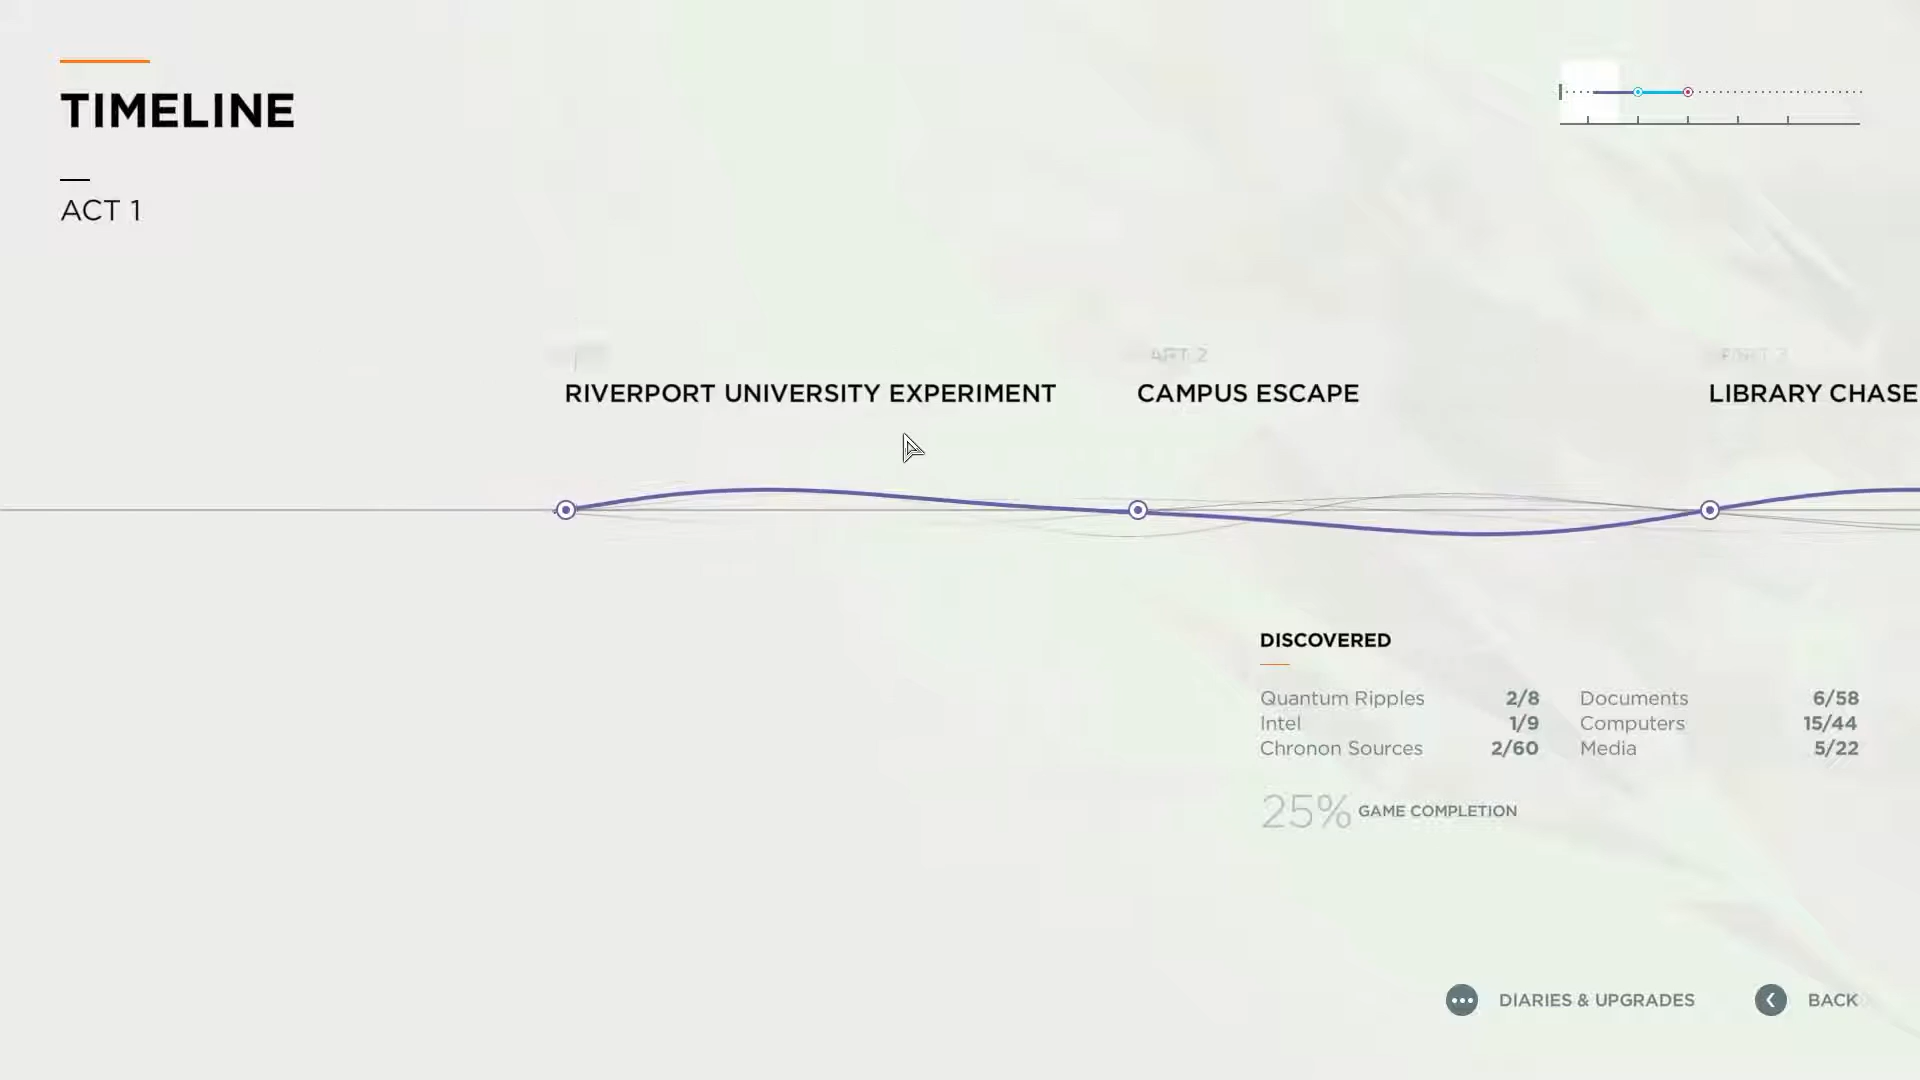 TIMELINE
ACT 1
RIVERPORT UNIVERSITY EXPERIMENT
CAMPUS ESCAPE
LIBRARY CHASE
DISCOVERED
Quantum Ripples 2/8 Documents 6/58
Intel 1/9 Computers 15/44
Chronon Sources 2/60 Media 5/22
25% GAME COMPLETION
DIARIES & UPGRADES BACK